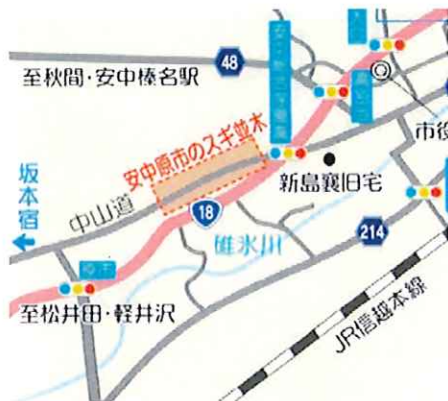 48
至秋間・安中榛名駅
安中原市のスギ並木
市役
新島襄旧宅
坂本宿
中山道
18
碓氷川
214
至松井田・軽井沢
JR信越本線